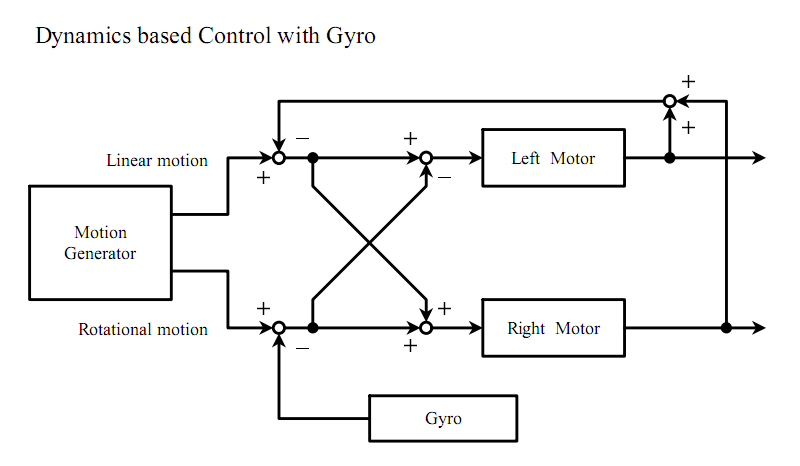 Dynamics based Control with Gyro
+
− +
+
Linear motion
Left Motor
+
−
Motion
Generator
+
+
Rotational motion
Right Motor
−
+
Gyro